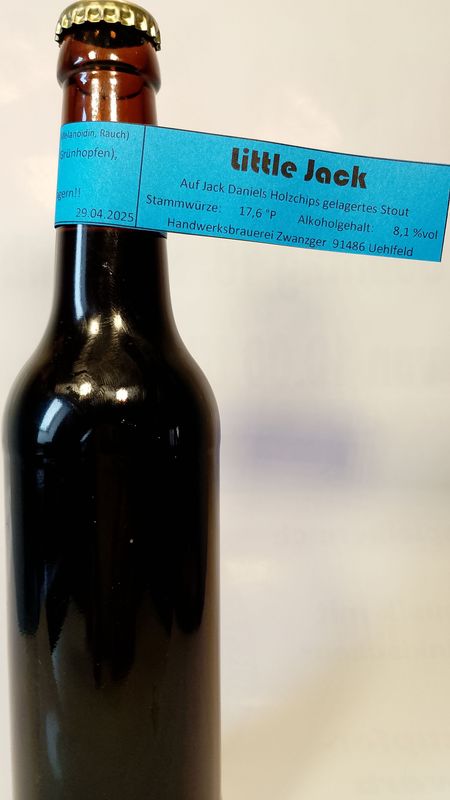 Melanoidin, Rauch)
Grünhopfen),
agern!!
29.04.2025
Little Jack
Auf Jack Daniels Holzchips gelagertes Stout
Stammwürze: 17,6 °P Alkoholgehalt: 8,1 %vol
Handwerksbrauerei Zwanzger 91486 Uehlfeld